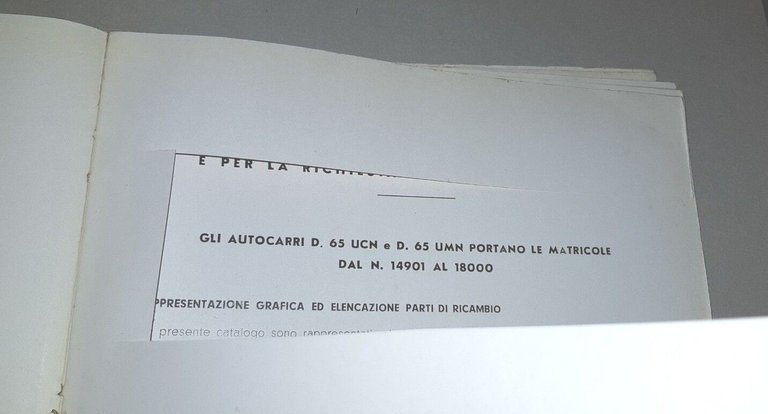 E PER LA
GLI AUTOCARRI D. 65 UCN e D. 65 UMN PORTANO LE MATRICOLE
DAL N. 14901 AL 18000
PPRESENTAZIONE GRAFICA ED ELENCAZIONE PARTI DI RICAMBIO
presente catalogo sono